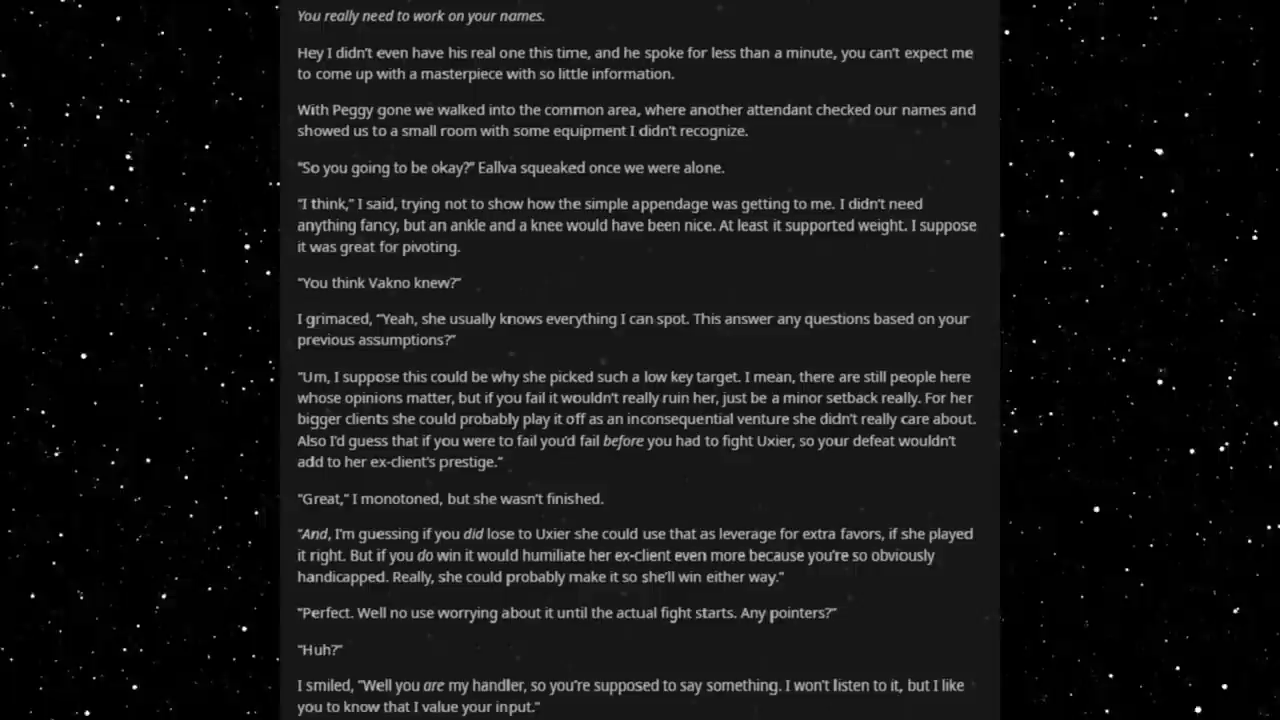 You really need to work on your names.
Hey I didn't even have his real one this time, and he spoke for less than a minute, you can't expect me
to come up with a masterpiece with so little information.
With Peggy gone we walked into the common area, where another attendant checked our names and
showed us to a small room with some equipment I didn't recognize.
"So you going to be okay?" Eallva squeaked once we were alone.
"I think," I said, trying not to show how the simple appendage was getting to me. I didn't need
anything fancy, but an ankle and a knee would have been nice. At least it supported weight. I suppose
it was great for pivoting.
"You think Vakno knew?"
I grimaced, "Yeah, she usually knows everything I can spot. This answer any questions based on your
previous assumptions?"
"Um, I suppose this could be why she picked such a low key target. I mean, there are still people here
whose opinions matter, but if you fail it wouldn't really ruin her, just be a minor setback really. For her
bigger clients she could probably play it off as an inconsequential venture she didn't really care about.
Also I'd guess that if you were to fail you'd fail before you had to fight Uxier, so your defeat wouldn't
add to her ex-client's prestige."
"Great," I monotoned, but she wasn't finished.
"And, I'm guessing if you did lose to Uxier she could use that as leverage for extra favors, if she played
it right. But if you do win it would humiliate her ex-client even more because you're so obviously
handicapped. Really, she could probably make it so she'll win either way."
"Perfect. Well no use worrying about it until the actual fight starts. Any pointers?"
"Huh?"
I smiled, "Well you are my handler, so you're supposed to say something. I won't listen to it, but I like
you to know that I value your input."